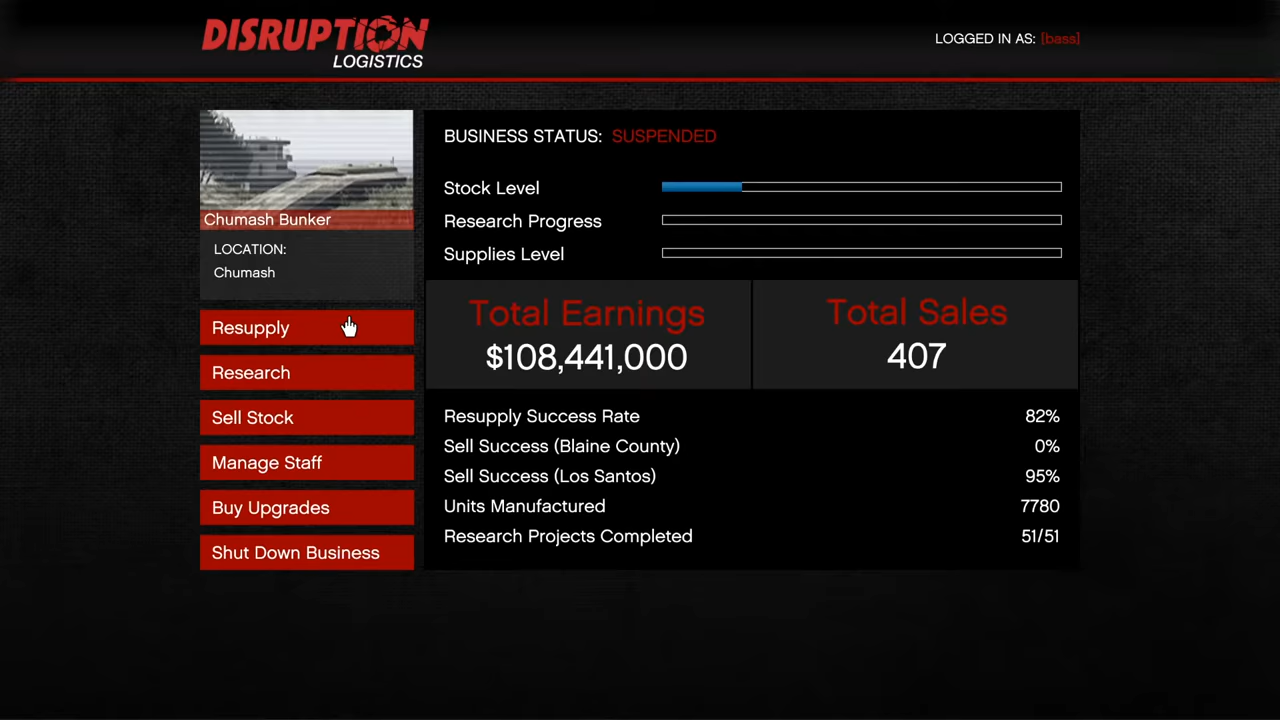 DISRUPTION
LOGISTICS
LOGGED IN AS: [bass]
Chumash Bunker
LOCATION:
Chumash
Resupply
Research
Sell Stock
Manage Staff
Buy Upgrades
Shut Down Business
BUSINESS STATUS: SUSPENDED
Stock Level
Research Progress
Supplies Level
Total Earnings
$108,441,000
Total Sales
407
Resupply Success Rate 82%
Sell Success (Blaine County) 0%
Sell Success (Los Santos) 95%
Units Manufactured 7780
Research Projects Completed 51/51